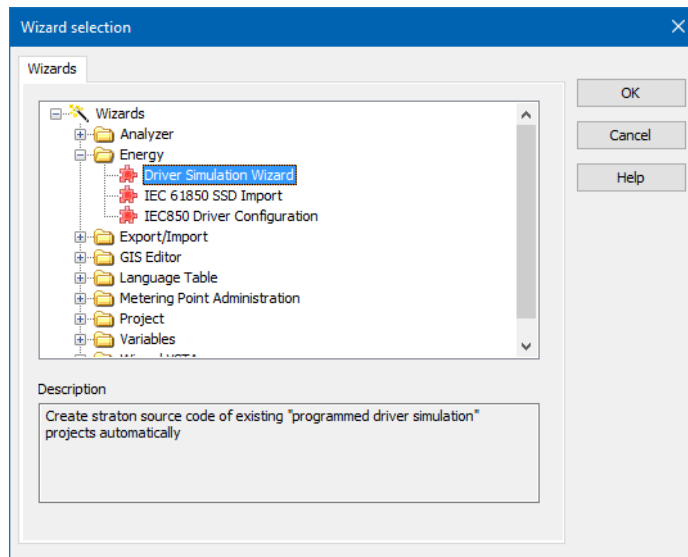 Wizard selection
Wizards
OK
Cancel
Help
Wizards
Analyzer
Energy
Driver Simulation Wizard
IEC 61850 SSD Import
IEC850 Driver Configuration
Export/Import
GIS Editor
Language Table
Metering Point Administration
Project
Variables
Description
Create straton source code of existing "programmed driver simulation"
projects automatically